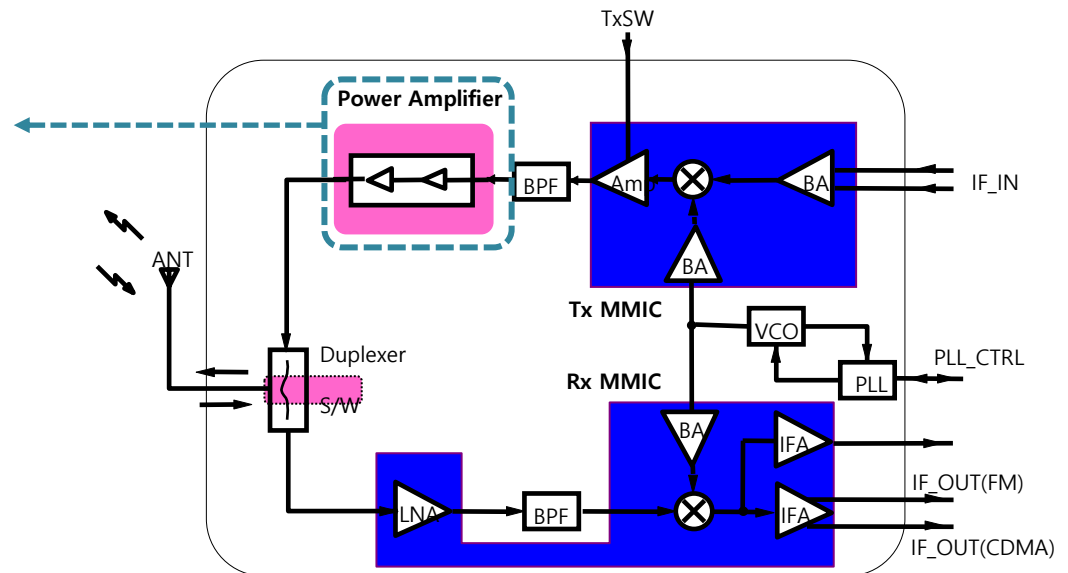 TxSW
Power Amplifier
BPF
Amp
BA
IF_IN
ANT
BA
Tx MMIC
VCO
Duplexer
PLL_CTRL
Rx MMIC
PLL
S/W
BA
IFA
IF_OUT(FM)
LNA
BPF
IFA
IF_OUT(CDMA)